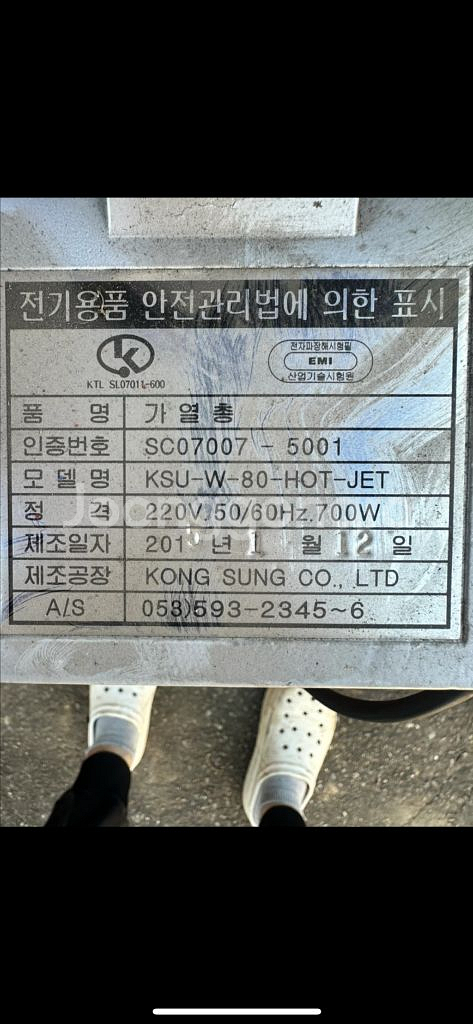 전기용품 안전관리법에 의한 표시
KTL SL07011-600
전자파장해시험필
EMI
산업기술시험원
품 명 가열총
인증번호 SC07007 - 5001
모델명 KSU-W-80-HOT-JET
정 격 220V.50/60Hz.700W
제조일자 년 1 월 12 일
제조공장 KONG SUNG CO., LTD
A/S 053)593-2345~6